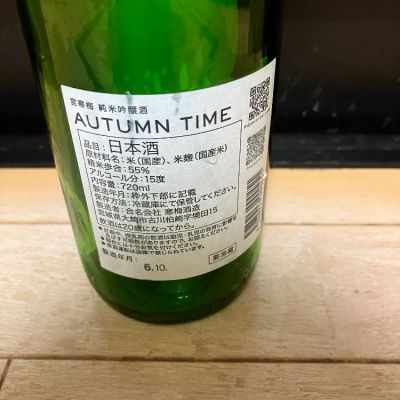 宮寒梅 純米吟醸酒
AUTUMN TIME
品目:日本酒
原材料名:米(国産)、米麹(国産米)
精米歩合:55%
アルコール分:15度
内容量:720ml
製造年月:枠外下部に記載
保存方法:冷蔵庫にて保管してください。
製造者:合名会社 寒梅酒造
宮城県大崎市古川柏崎字境田15
飲酒は20歳になってから。
要冷蔵
製造年月:
6.10.